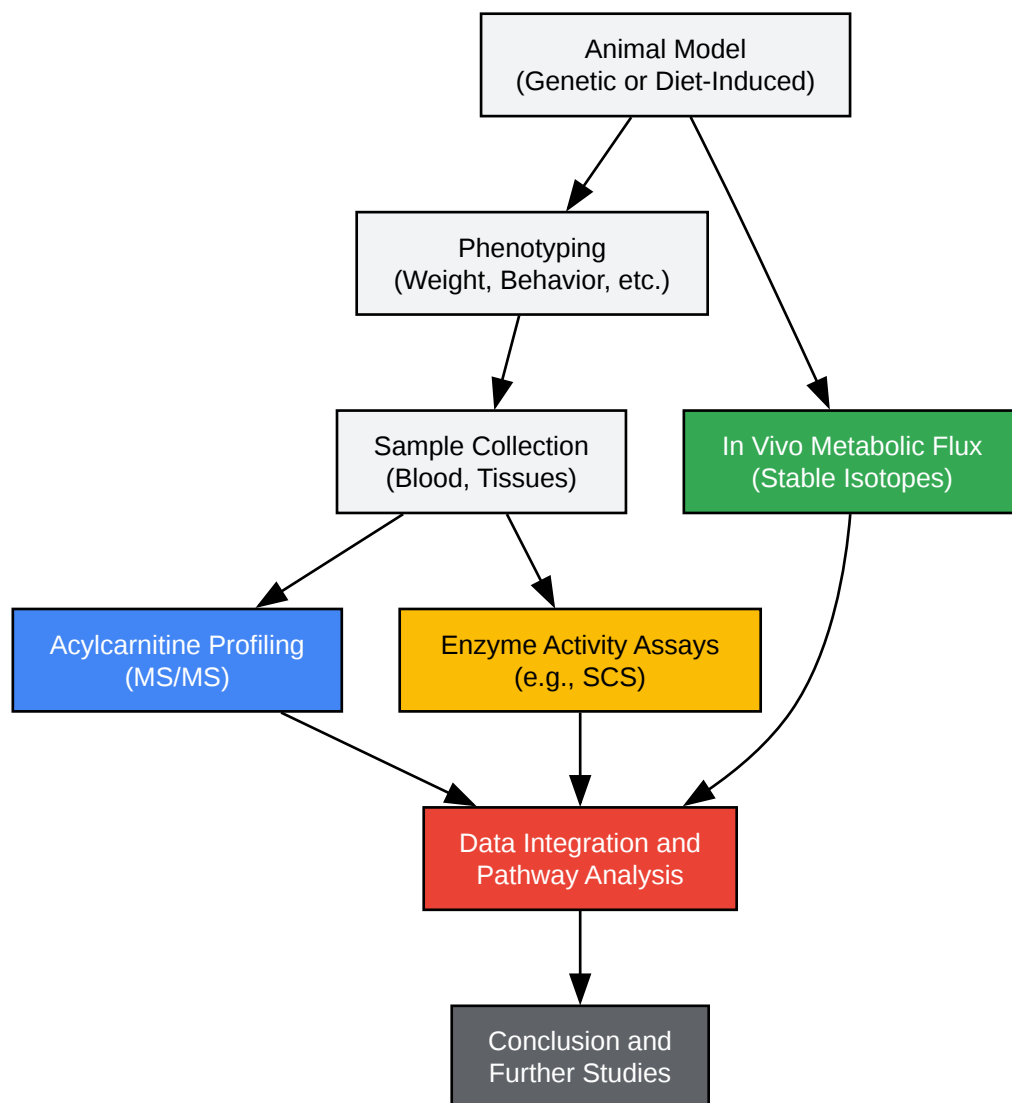 Animal Model
(Genetic or Diet-Induced)
Phenotyping
(Weight, Behavior, etc.)
Sample Collection
(Blood, Tissues)
In Vivo Metabolic Flux
(Stable Isotopes)
Acylcarnitine Profiling
(MS/MS)
Enzyme Activity Assays
(e.g., SCS)
Data Integration and
Pathway Analysis
Conclusion and
Further Studies